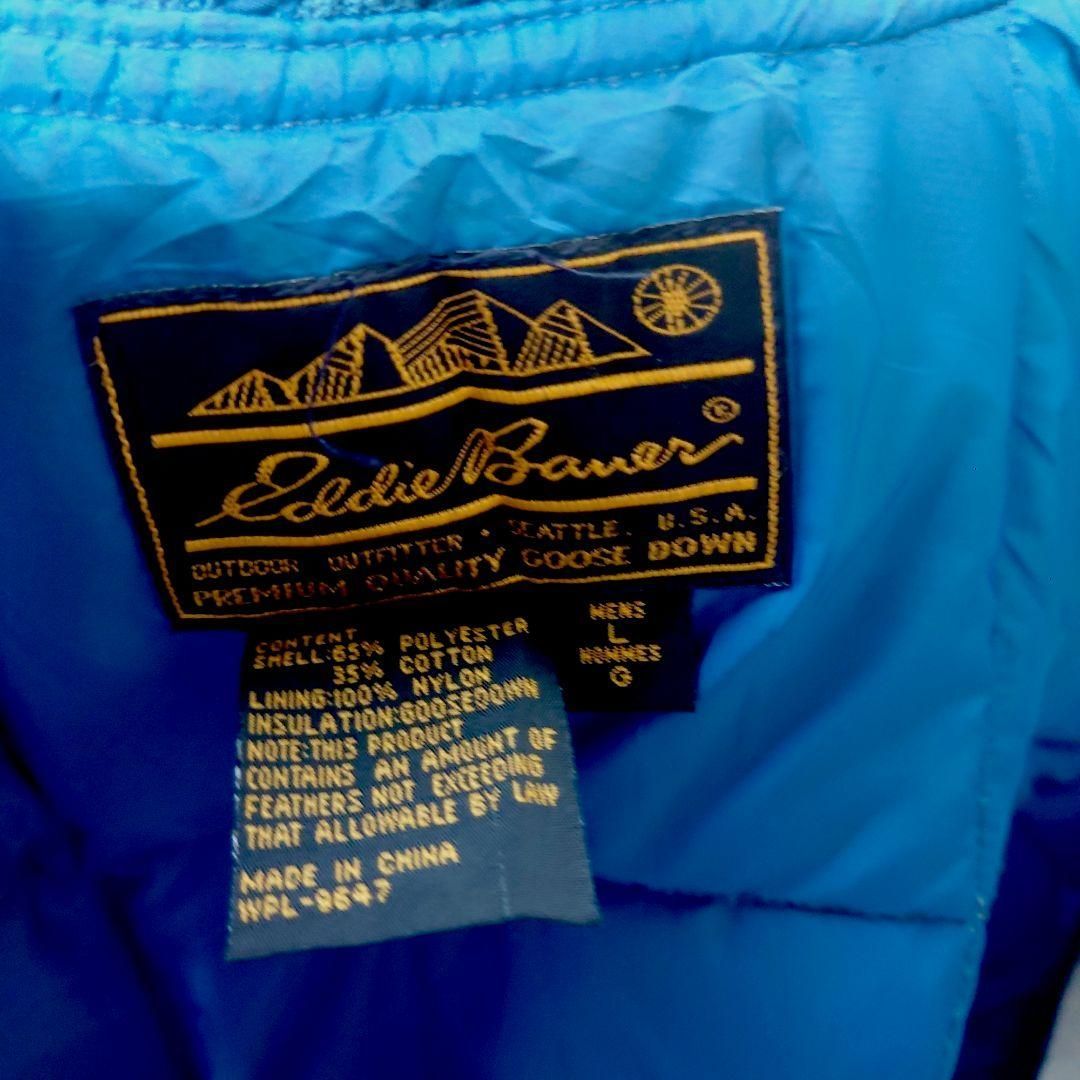 Eddie Bauer®
OUTDOOR OUTFITTER · SEATTLE, U.S.A.
PREMIUM QUALITY GOOSE DOWN
MENS
L
HOMMES
G
CONTENT
SHELL:65% POLYESTER
35% COTTON
LINING:100% NYLON
INSULATION:GOOSEDOWN
NOTE:THIS PRODUCT
CONTAINS AN AMOUNT OF
FEATHERS NOT EXCEEDING
THAT ALLOWABLE BY LAW
MADE IN CHINA
WPL-8647